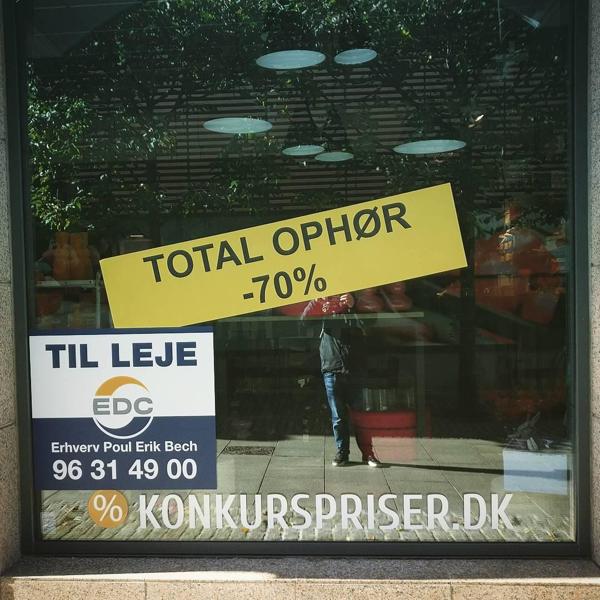 TOTAL OPHØR
-70%
TIL LEJE
EDC
Erhverv Poul Erik Bech
96 31 49 00
% KONKURSPRISER.DK